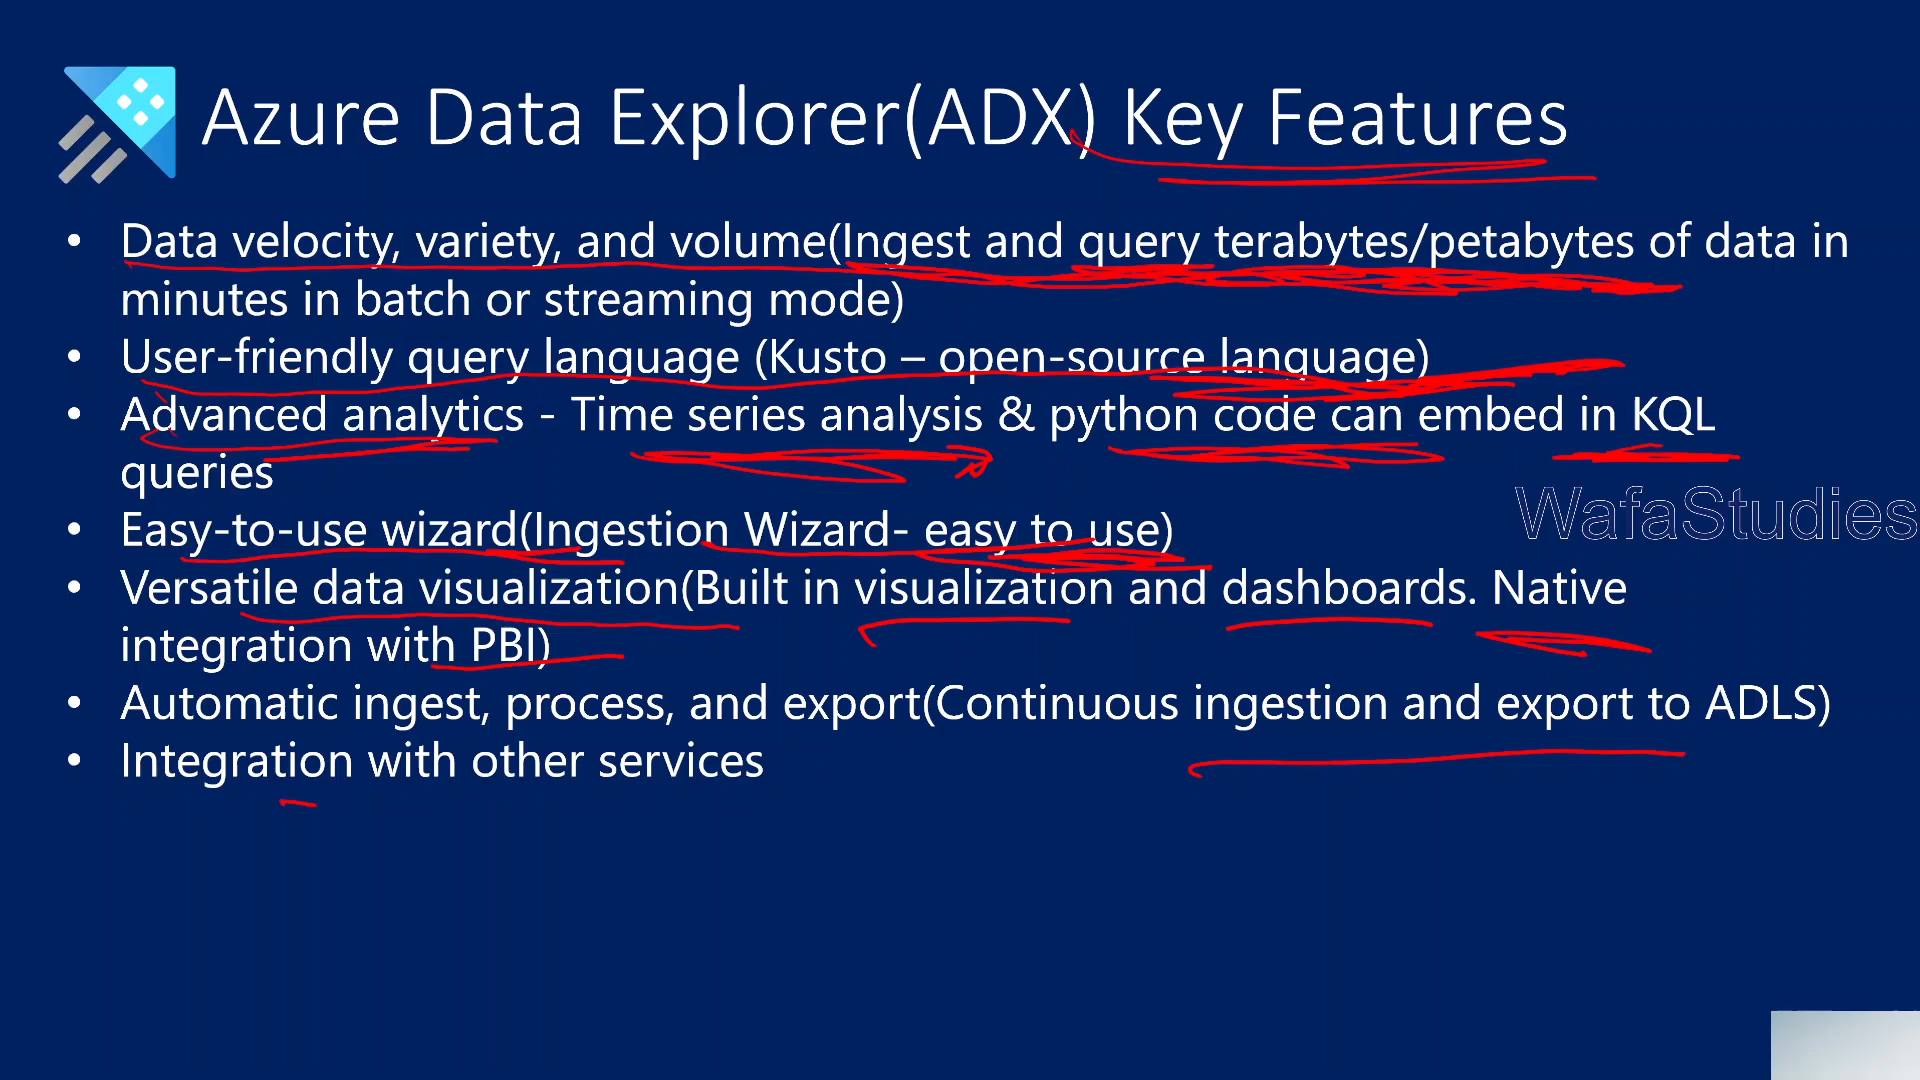 Azure Data Explorer(ADX) Key Features
• Data velocity, variety, and volume(Ingest and query terabytes/petabytes of data in
minutes in batch or streaming mode)
• User-friendly query language (Kusto – open-source language)
• Advanced analytics - Time series analysis & python code can embed in KQL
queries
WafaStudies
• Easy-to-use wizard(Ingestion Wizard- easy to use)
• Versatile data visualization(Built in visualization and dashboards. Native
integration with PBI)
• Automatic ingest, process, and export(Continuous ingestion and export to ADLS)
• Integration with other services